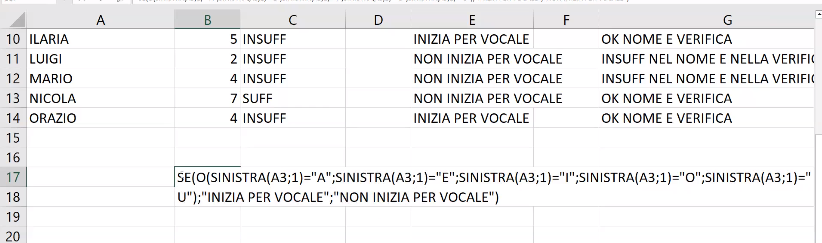 A B C D E F G
10 ILARIA 5 INSUFF INIZIA PER VOCALE OK NOME E VERIFICA
11 LUIGI 2 INSUFF NON INIZIA PER VOCALE INSUFF NEL NOME E NELLA VERIFIC
12 MARIO 4 INSUFF NON INIZIA PER VOCALE INSUFF NEL NOME E NELLA VERIFIC
13 NICOLA 7 SUFF NON INIZIA PER VOCALE OK NOME E VERIFICA
14 ORAZIO 4 INSUFF INIZIA PER VOCALE OK NOME E VERIFICA
15
16
17 SE(O(SINISTRA(A3;1)="A";SINISTRA(A3;1)="E";SINISTRA(A3;1)="I";SINISTRA(A3;1)="O";SINISTRA(A3;1)="
18 U");"INIZIA PER VOCALE";"NON INIZIA PER VOCALE")
19
20